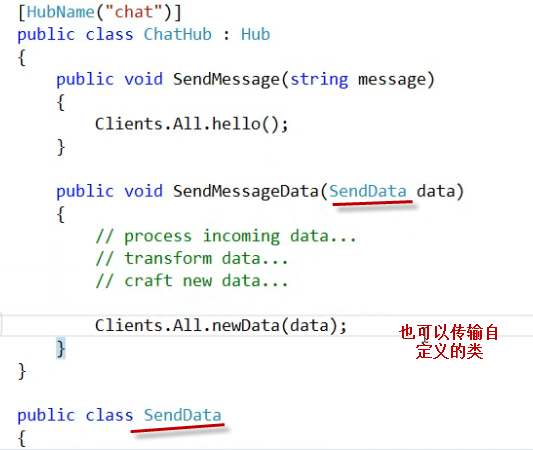 [HubName("chat")]
public class ChatHub : Hub
{
    public void SendMessage(string message)
    {
        Clients.All.hello();
    }

    public void SendMessageData(SendData data)
    {
        // process incoming data...
        // transform data...
        // craft new data...

        Clients.All.newData(data);
    }
}
也可以传输自
定义的类
public class SendData
{